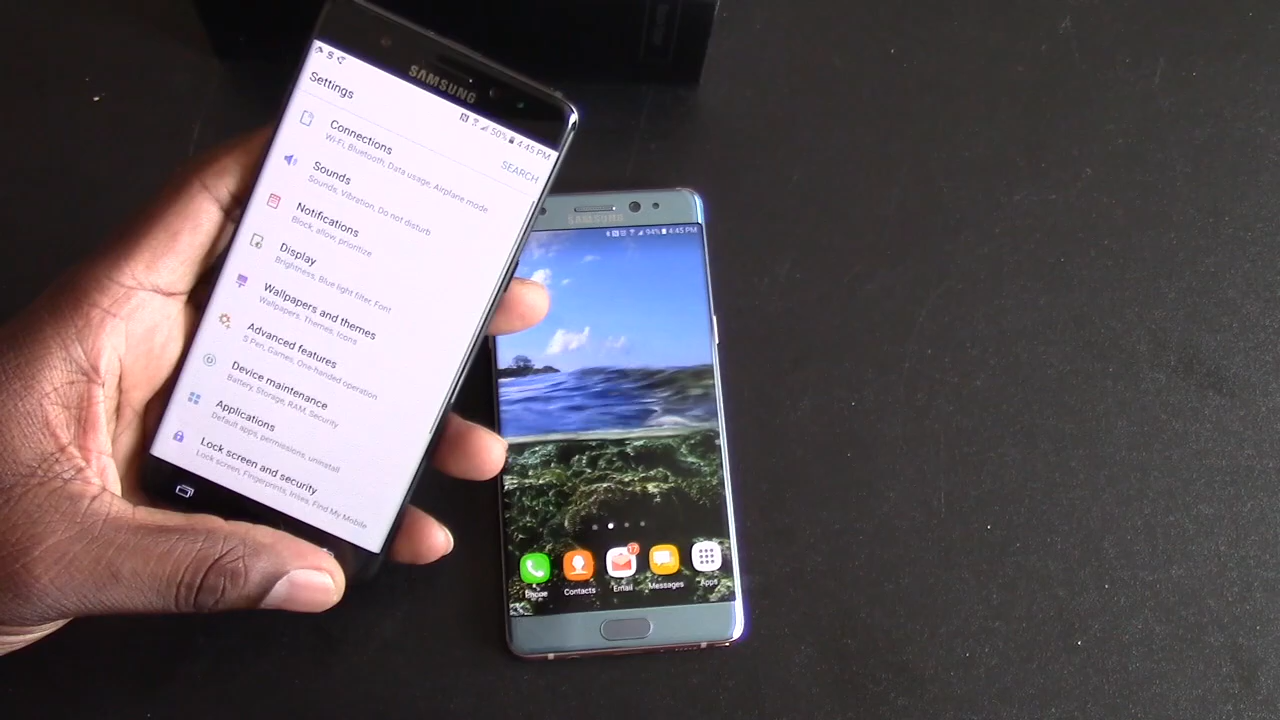 SAMSUNG
50% 4:45 PM
Settings
SEARCH
Connections
Wi-Fi, Bluetooth, Data usage, Airplane mode
Sounds
Sounds, Vibration, Do not disturb
Notifications
Block, allow, prioritize
Display
Brightness, Blue light filter, Font
Wallpapers and themes
Wallpapers, Themes, Icons
Advanced features
S Pen, Games, One-handed operation
Device maintenance
Battery, Storage, RAM, Security
Applications
Default apps, permissions, uninstall
Lock screen and security
Lock screen, Fingerprints, Irises, Find My Mobile
SAMSUNG
94% 4:45 PM
17
Phone
Contacts
Email
Messages
Apps